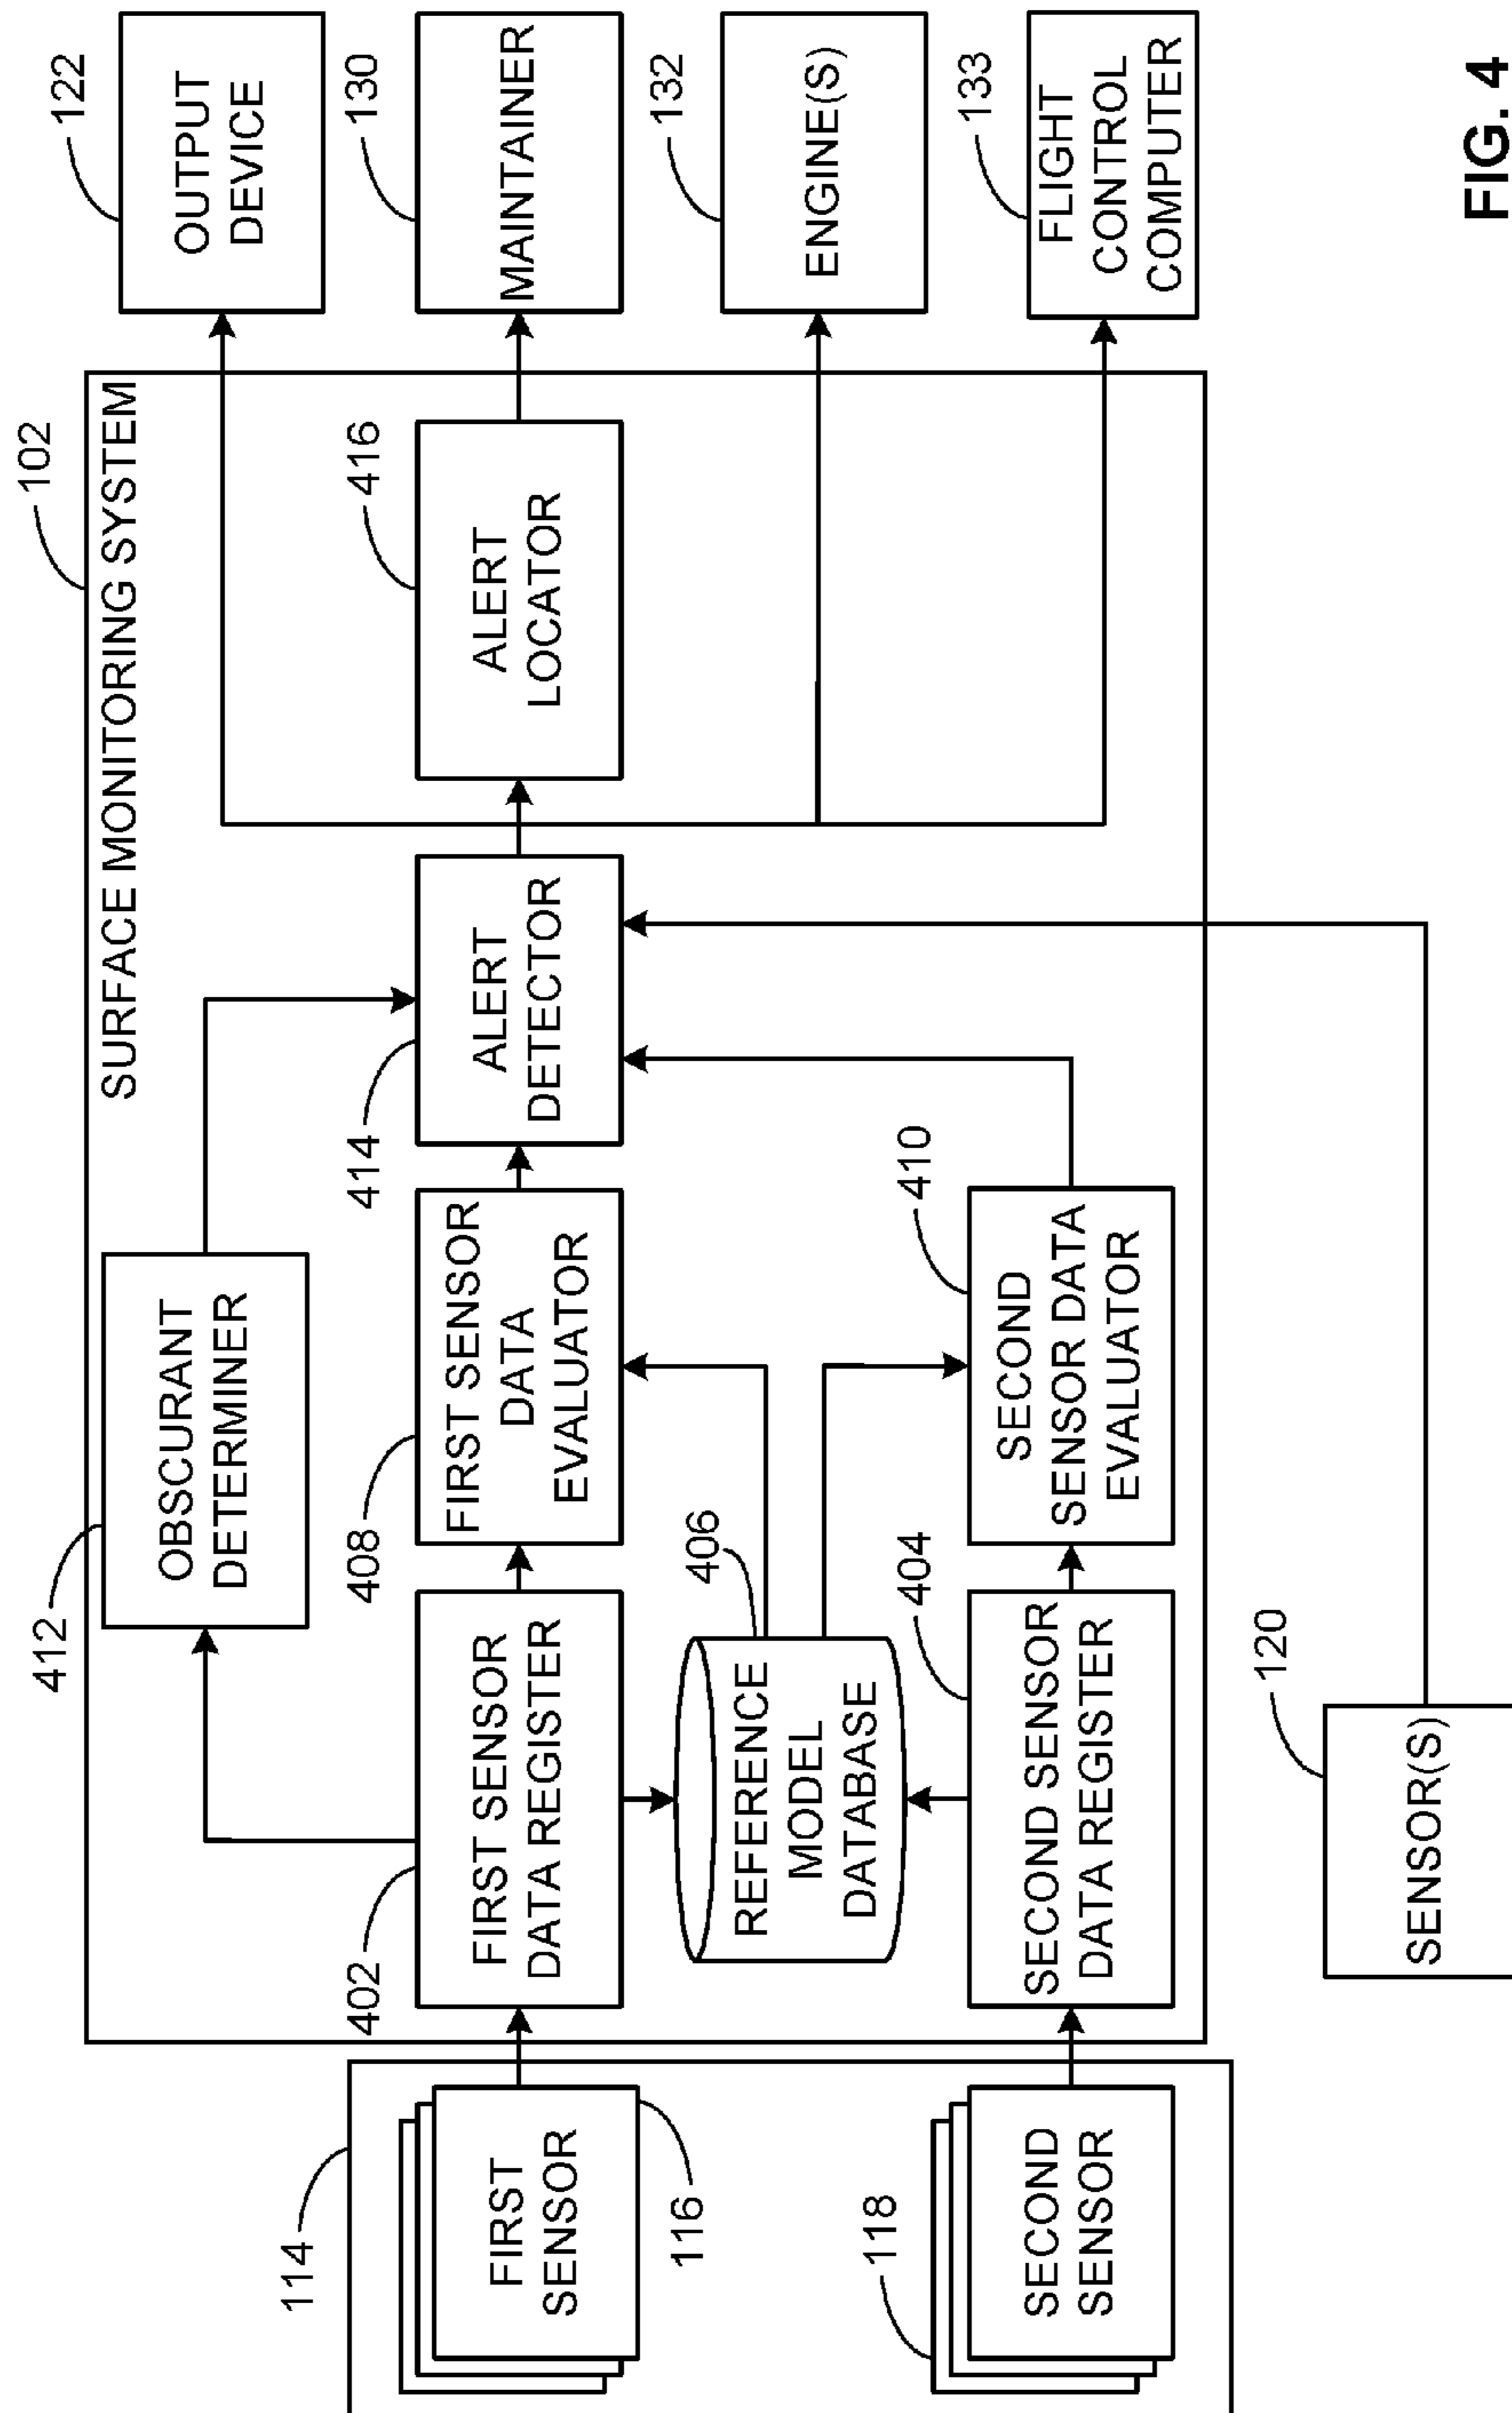 114
FIRST
SENSOR
116
118
SECOND
SENSOR
102
SURFACE MONITORING SYSTEM
412
OBSCURANT
DETERMINER
402
FIRST SENSOR
DATA REGISTER
408
FIRST SENSOR
DATA
EVALUATOR
414
ALERT
DETECTOR
416
ALERT
LOCATOR
406
REFERENCE
MODEL
DATABASE
404
SECOND SENSOR
DATA REGISTER
410
SECOND
SENSOR DATA
EVALUATOR
120
SENSOR(S)
122
OUTPUT
DEVICE
130
MAINTAINER
132
ENGINE(S)
133
FLIGHT
CONTROL
COMPUTER
FIG. 4